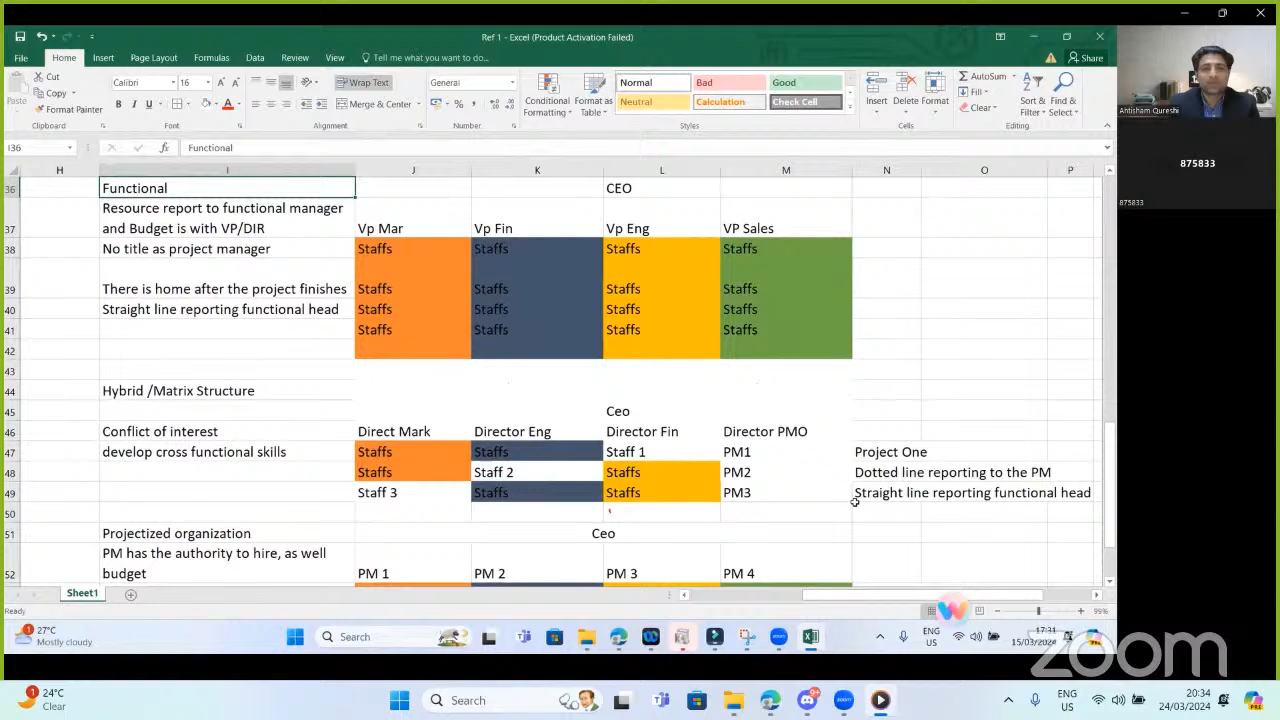 Ref 1 - Excel (Product Activation Failed)
File Home Insert Page Layout Formulas Data Review View Tell me what you want to do... Share
Paste
Cut
Copy
Format Painter
Clipboard
Calibri 16
B I U
A A
A
Font
Wrap Text
Merge & Center
Alignment
General
%
Number
Conditional Formatting
Format as Table
Normal Bad Good
Neutral Calculation Check Cell
Styles
Insert Delete Format
Cells
AutoSum
Fill
Clear
Sort & Filter
Find & Select
Editing
Antisham Qureshi
875833
875833
I36 fx Functional
H I J K L M N O P
36 Functional CEO
Resource report to functional manager
37 and Budget is with VP/DIR Vp Mar Vp Fin Vp Eng VP Sales
38 No title as project manager Staffs Staffs Staffs Staffs
39 There is home after the project finishes Staffs Staffs Staffs Staffs
40 Straight line reporting functional head Staffs Staffs Staffs Staffs
41 Staffs Staffs Staffs Staffs
42
43
44 Hybrid /Matrix Structure
45 Ceo
46 Conflict of interest Direct Mark Director Eng Director Fin Director PMO
47 develop cross functional skills Staffs Staffs Staff 1 PM1 Project One
48 Staffs Staff 2 Staffs PM2 Dotted line reporting to the PM
49 Staff 3 Staffs Staffs PM3 Straight line reporting functional head
50
51 Projectized organization Ceo
PM has the authority to hire, as well
52 budget PM 1 PM 2 PM 3 PM 4
Sheet1
Ready 95%
27°C
Mostly cloudy
Search
ENG
US
17:31
15/03/2024
zoom
24°C
Clear
Search
ENG
US
20:34
24/03/2024